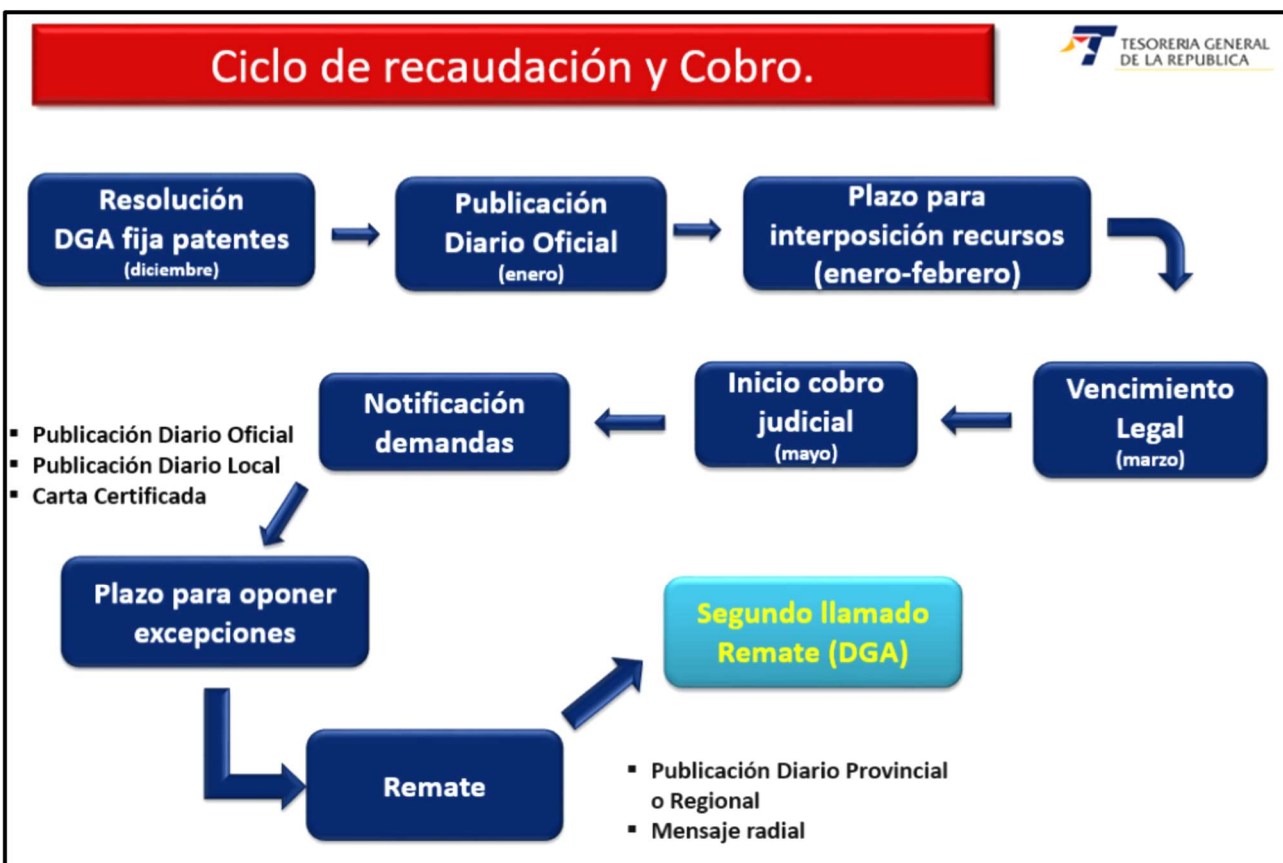 Ciclo de recaudación y Cobro.
TESORERIA GENERAL
DE LA REPUBLICA
Resolución
DGA fija patentes
(diciembre)
Publicación
Diario Oficial
(enero)
Plazo para
interposición recursos
(enero-febrero)
Vencimiento
Legal
(marzo)
Inicio cobro
judicial
(mayo)
Notificación
demandas
▪ Publicación Diario Oficial
▪ Publicación Diario Local
▪ Carta Certificada
Plazo para oponer
excepciones
Remate
Segundo llamado
Remate (DGA)
▪ Publicación Diario Provincial
o Regional
▪ Mensaje radial